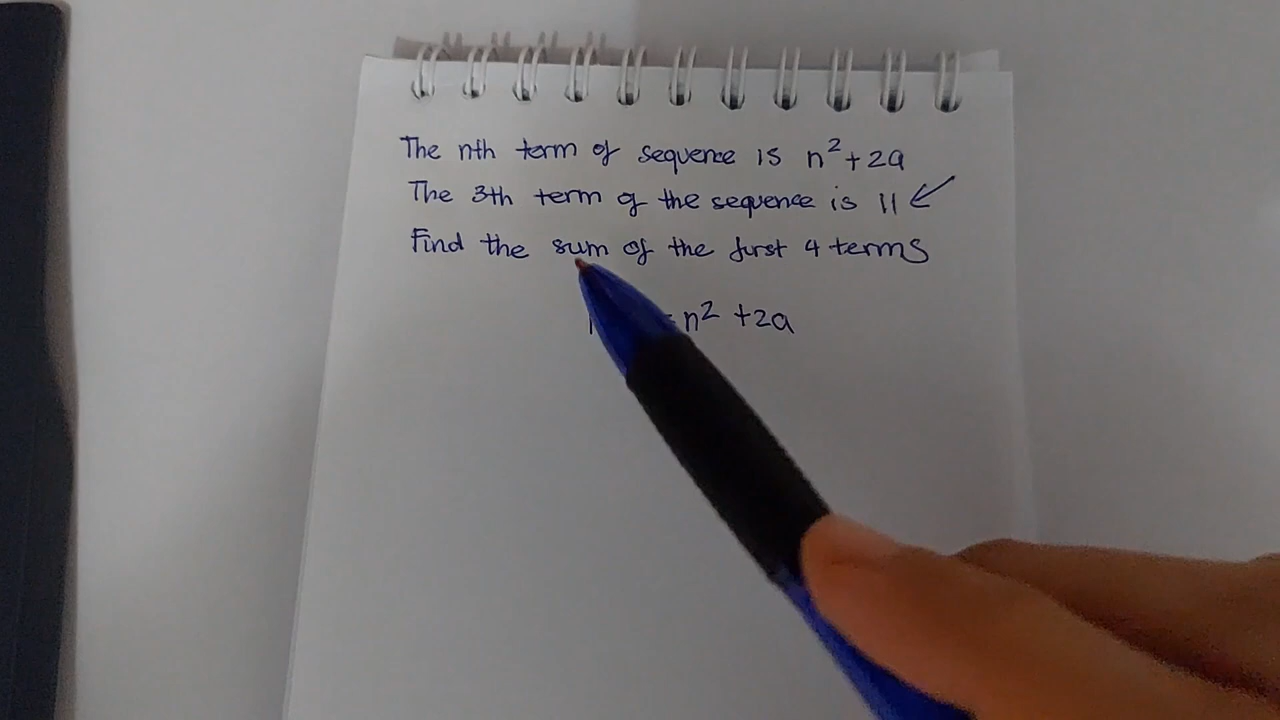 The nth term of sequence is n²+2a
The 3th term of the sequence is 11
Find the sum of the first 4 terms
n² +2a